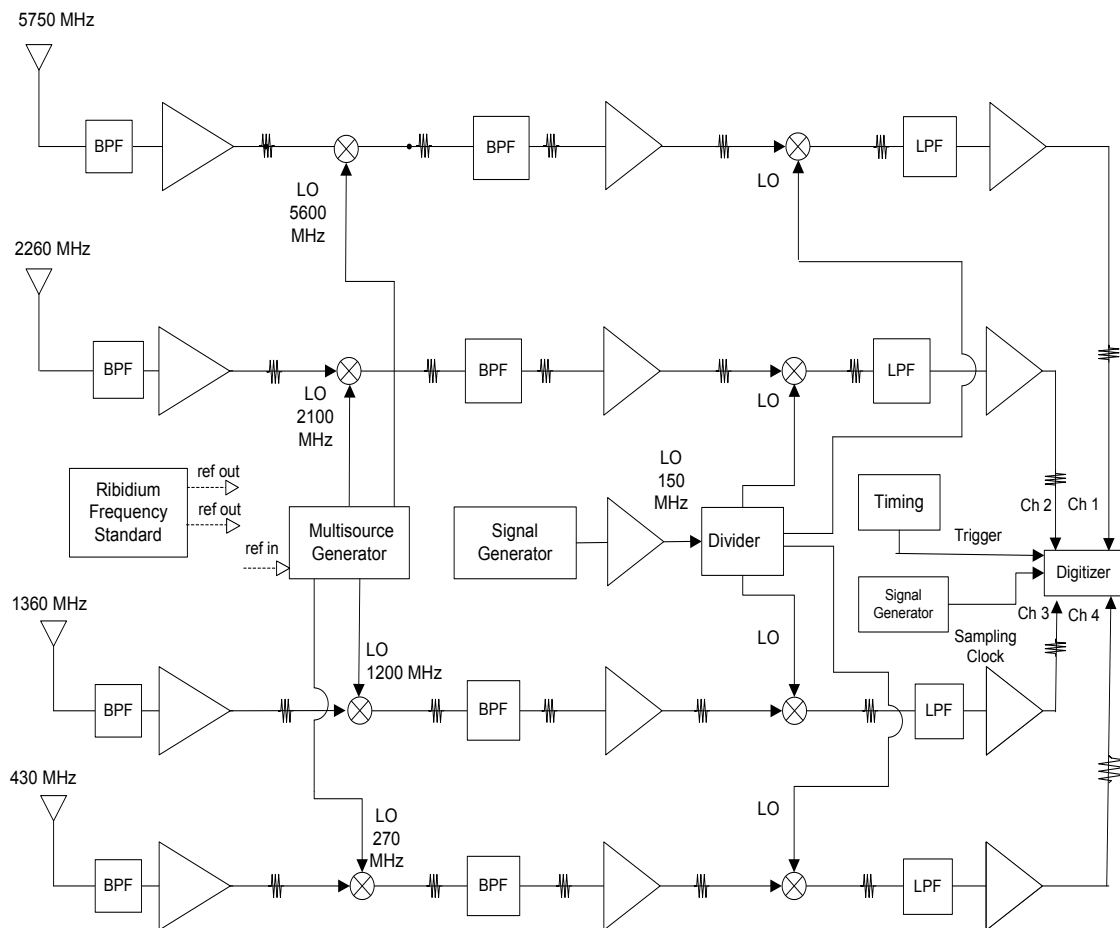 5750 MHz
BPF
LO
5600
MHz
BPF
LO
LPF
2260 MHz
BPF
LO
2100
MHz
BPF
LO
LPF
Ribidium
Frequency
Standard
ref out
ref out
ref in
Multisource
Generator
Signal
Generator
LO
150
MHz
Divider
Timing
Trigger
Ch 2
Ch 1
Digitizer
Signal
Generator
Ch 3
Ch 4
Sampling
Clock
1360 MHz
BPF
LO
1200 MHz
BPF
LO
LPF
430 MHz
BPF
LO
270
MHz
BPF
LO
LPF